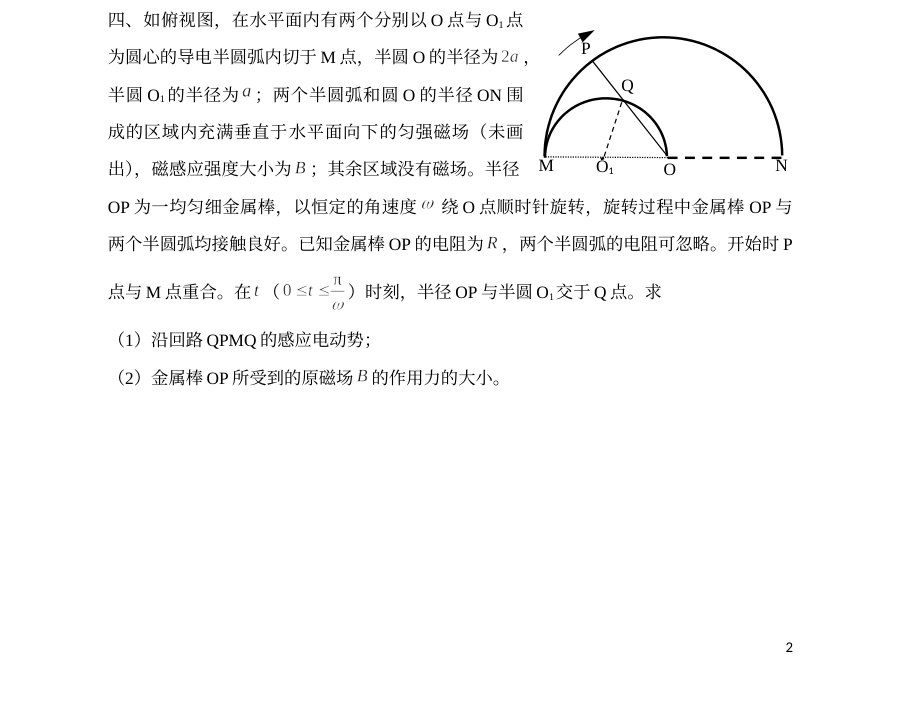 四、如俯视图，在水平面内有两个分别以 O 点与 O₁点
为圆心的导电半圆弧内切于 M 点，半圆 O 的半径为 2a，
半圆 O₁的半径为 a；两个半圆弧和圆 O 的半径 ON 围
成的区域内充满垂直于水平面向下的匀强磁场（未画
出），磁感应强度大小为 B；其余区域没有磁场。半径
OP 为一均匀细金属棒，以恒定的角速度 ω 绕 O 点顺时针旋转，旋转过程中金属棒 OP 与
两个半圆弧均接触良好。已知金属棒 OP 的电阻为 R，两个半圆弧的电阻可忽略。开始时 P
点与 M 点重合。在 t（0 ≤t ≤π/ω）时刻，半径 OP 与半圆 O₁交于 Q 点。求
（1）沿回路 QPMQ 的感应电动势；
（2）金属棒 OP 所受到的原磁场 B 的作用力的大小。
P
Q
M O₁ O N
2